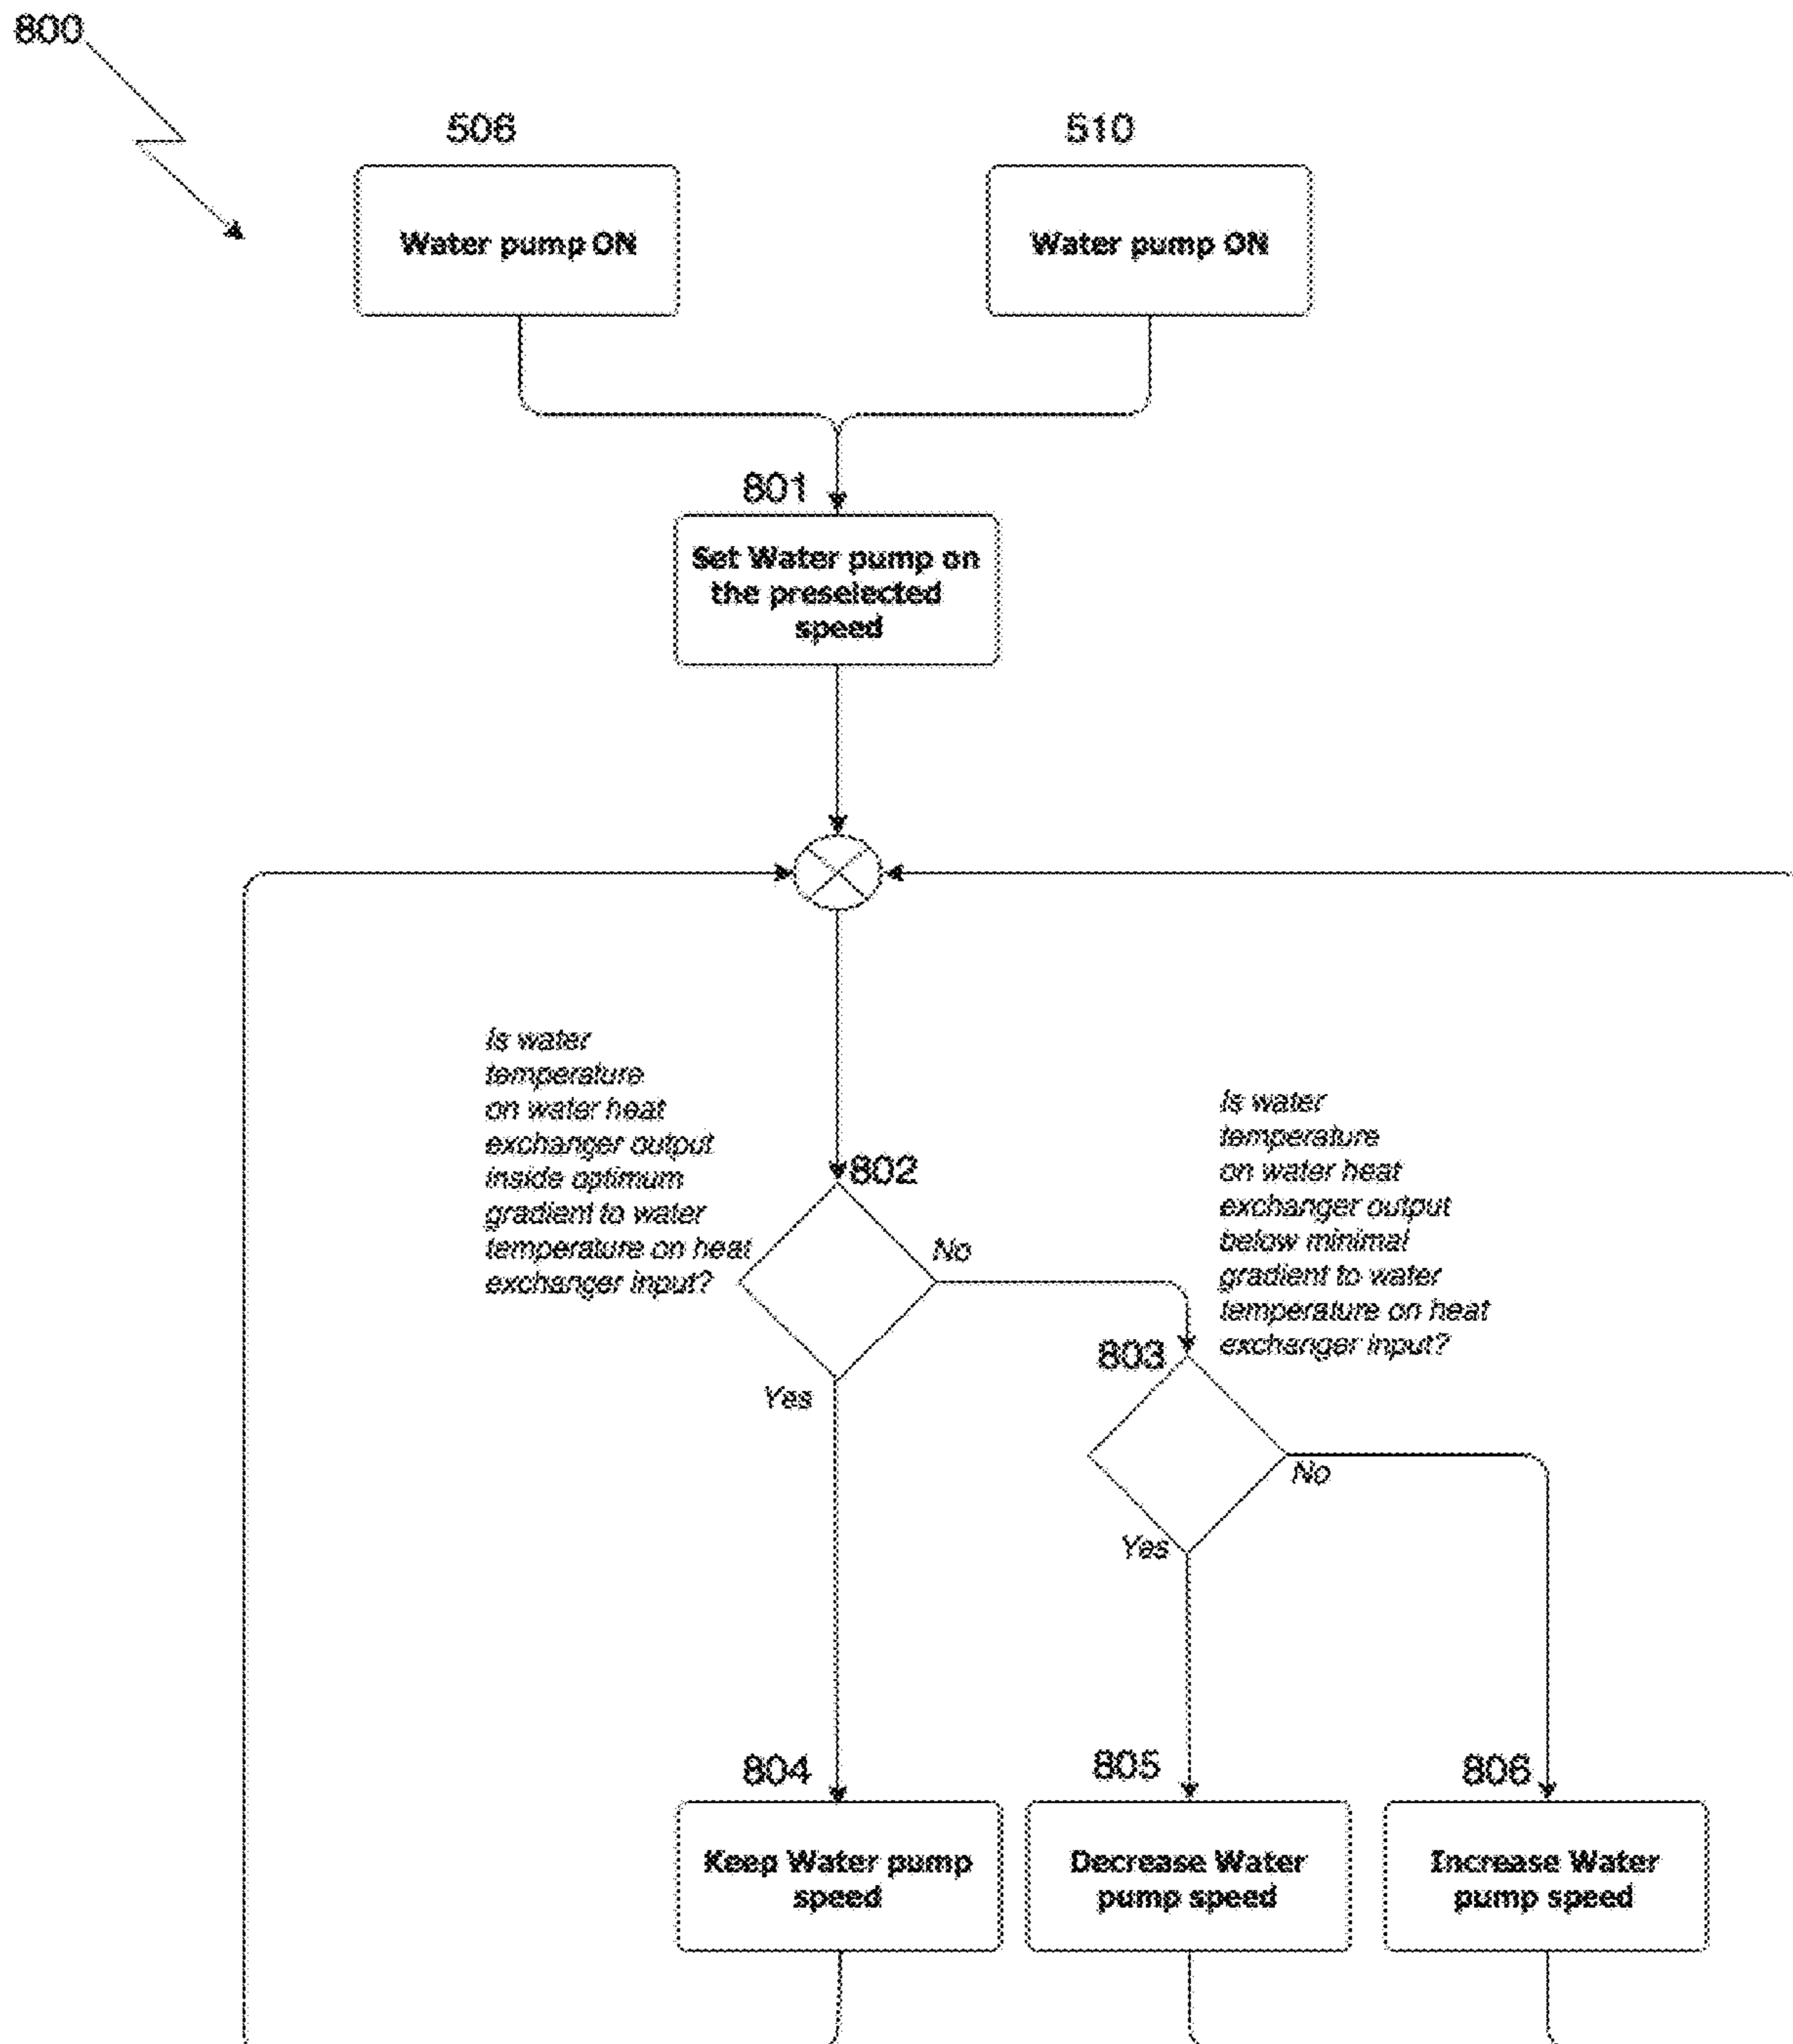 800
506
510
Water pump ON
Water pump ON
801
Set Water pump on
the preselected
speed
Is water
temperature
on water heat
exchanger output
inside optimum
gradient to water
temperature on heat
exchanger input?
802
No
Yes
Is water
temperature
on water heat
exchanger output
below minimal
gradient to water
temperature on heat
exchanger input?
803
No
Yes
804
805
806
Keep Water pump
speed
Decrease Water
pump speed
Increase Water
pump speed